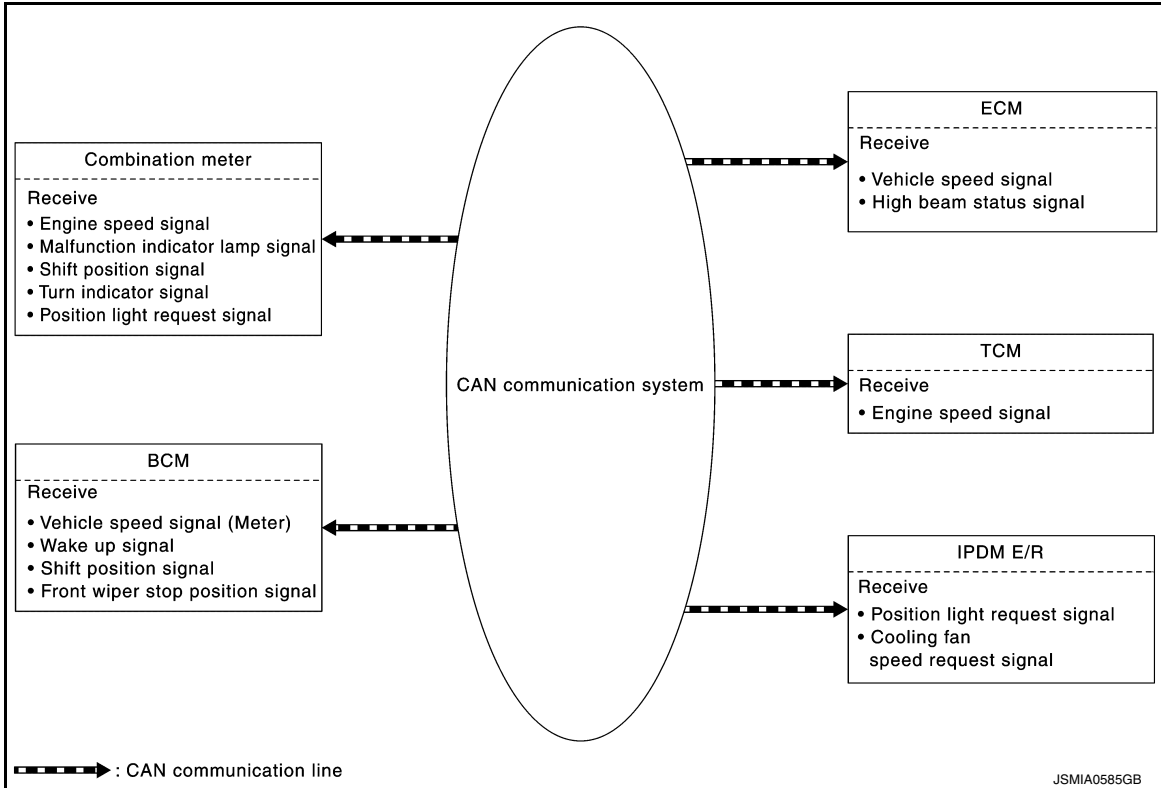 Combination meter
Receive
• Engine speed signal
• Malfunction indicator lamp signal
• Shift position signal
• Turn indicator signal
• Position light request signal
BCM
Receive
• Vehicle speed signal (Meter)
• Wake up signal
• Shift position signal
• Front wiper stop position signal
CAN communication system
ECM
Receive
• Vehicle speed signal
• High beam status signal
TCM
Receive
• Engine speed signal
IPDM E/R
Receive
• Position light request signal
• Cooling fan
speed request signal
: CAN communication line
JSMIA0585GB